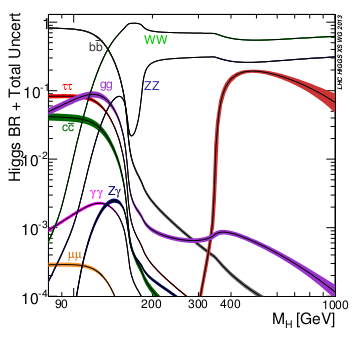 Higgs BR + Total Uncert
LHC HIGGS XS WG 2013
1
10-1
10-2
10-3
10-4
bb̄
WW
ττ
gg
ZZ
cc̄
γγ
Zγ
μμ
90
200
300
400
1000
MH [GeV]